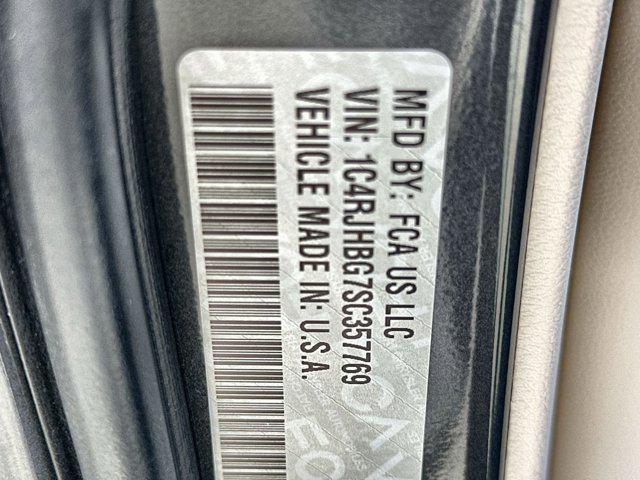 MFD BY: FCA US LLC
VIN: 1C4RJHBG7SC357769
VEHICLE MADE IN: U.S.A.